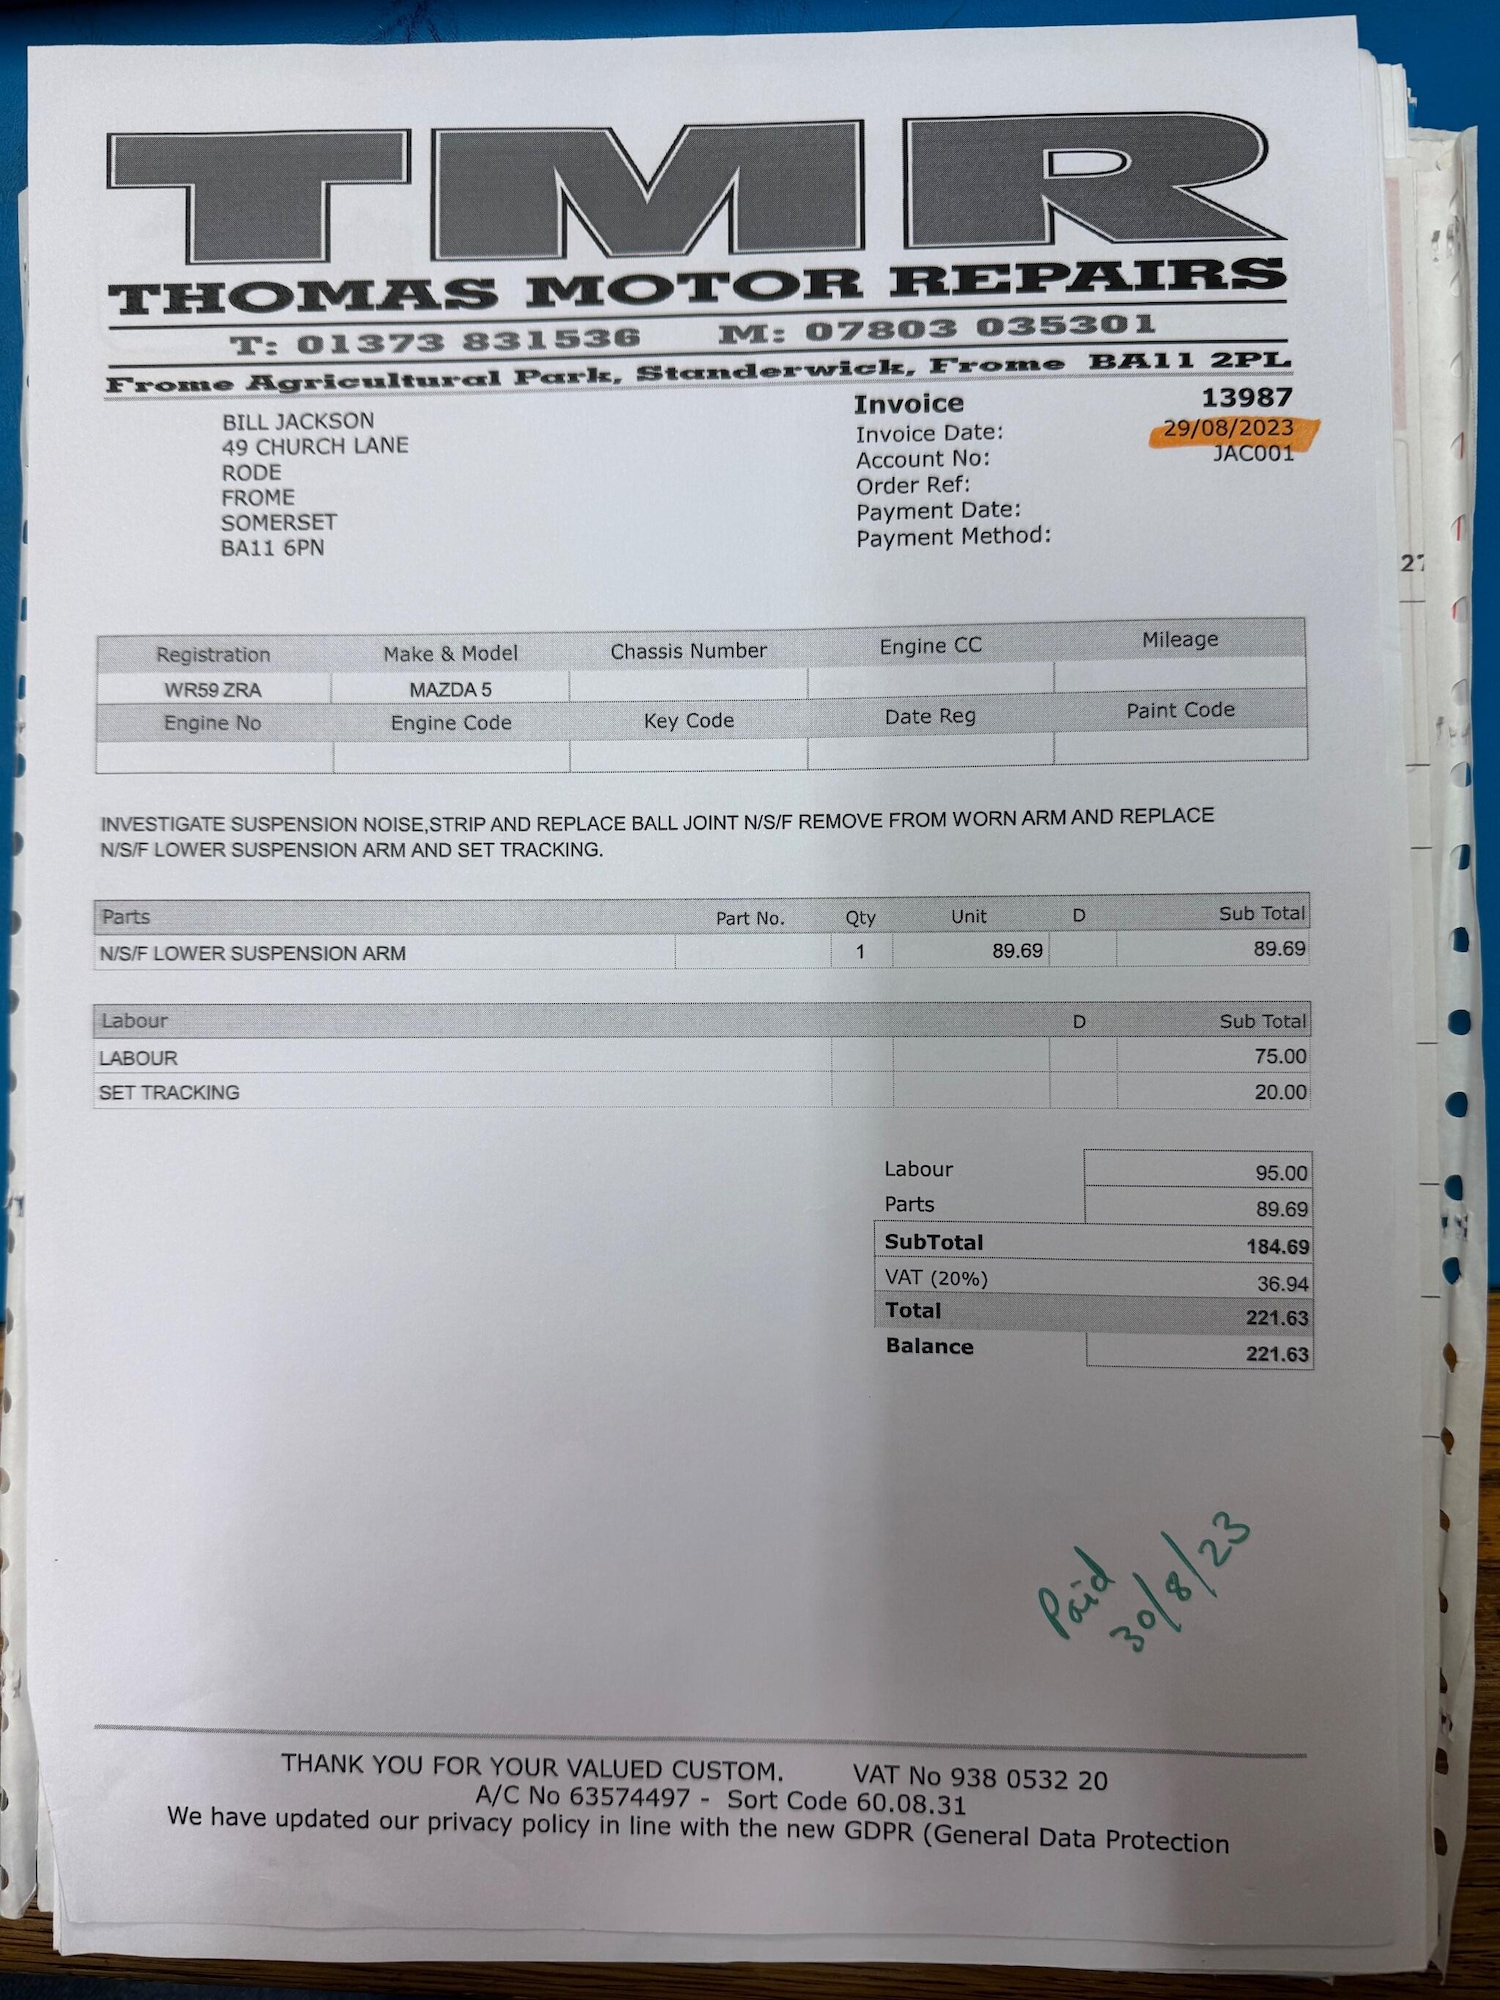 TMR
THOMAS MOTOR REPAIRS
T: 01373 831536 M: 07803 035301
Frome Agricultural Park, Standerwick, Frome BA11 2PL
BILL JACKSON
49 CHURCH LANE
RODE
FROME
SOMERSET
BA11 6PN
Invoice 13987
Invoice Date: 29/08/2023
Account No: JAC001
Order Ref:
Payment Date:
Payment Method:
Registration Make & Model Chassis Number Engine CC Mileage
WR59 ZRA MAZDA 5
Engine No Engine Code Key Code Date Reg Paint Code
INVESTIGATE SUSPENSION NOISE,STRIP AND REPLACE BALL JOINT N/S/F REMOVE FROM WORN ARM AND REPLACE
N/S/F LOWER SUSPENSION ARM AND SET TRACKING.
Parts Part No. Qty Unit D Sub Total
N/S/F LOWER SUSPENSION ARM 1 89.69 89.69
Labour D Sub Total
LABOUR 75.00
SET TRACKING 20.00
Labour 95.00
Parts 89.69
SubTotal 184.69
VAT (20%) 36.94
Total 221.63
Balance 221.63
Paid
30/8/23
THANK YOU FOR YOUR VALUED CUSTOM. VAT No 938 0532 20
A/C No 63574497 - Sort Code 60.08.31
We have updated our privacy policy in line with the new GDPR (General Data Protection